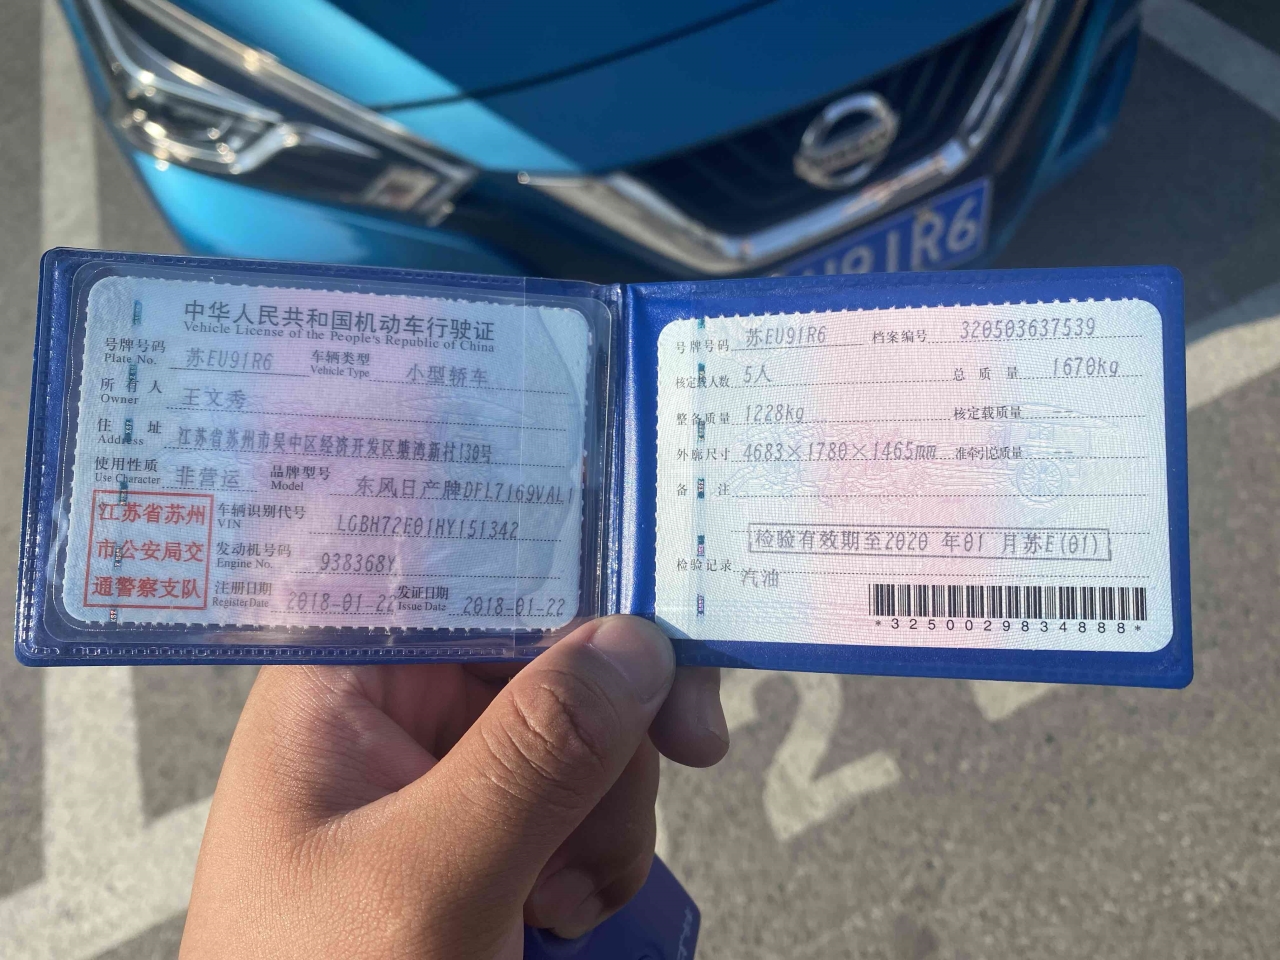 U91R6
中华人民共和国机动车行驶证
Vehicle License of the People's Republic of China
号牌号码 苏EU91R6 车辆类型 小型轿车
Plate No. Vehicle Type
所有人 王文秀
Owner
住址 江苏省苏州市吴中区经济开发区塘湾新村130号
Address
使用性质 非营运 品牌型号 东风日产牌DFL7169VAL1
Use Character Model
江苏省苏州
市公安局交
通警察支队
车辆识别代号 LGBH72E01HY151342
VIN
发动机号码 938368Y
Engine No.
注册日期 2018-01-22 发证日期 2018-01-22
Register Date Issue Date
号牌号码 苏EU91R6 档案编号 320503637539
核定载人数 5人 总质量 1670kg
整备质量 1228kg 核定载质量 --
外廓尺寸 4683×1780×1465mm 准牵引总质量 --
备注
检验有效期至2020 年01 月苏E(01)
检验记录
汽油
*3250029834888*
2